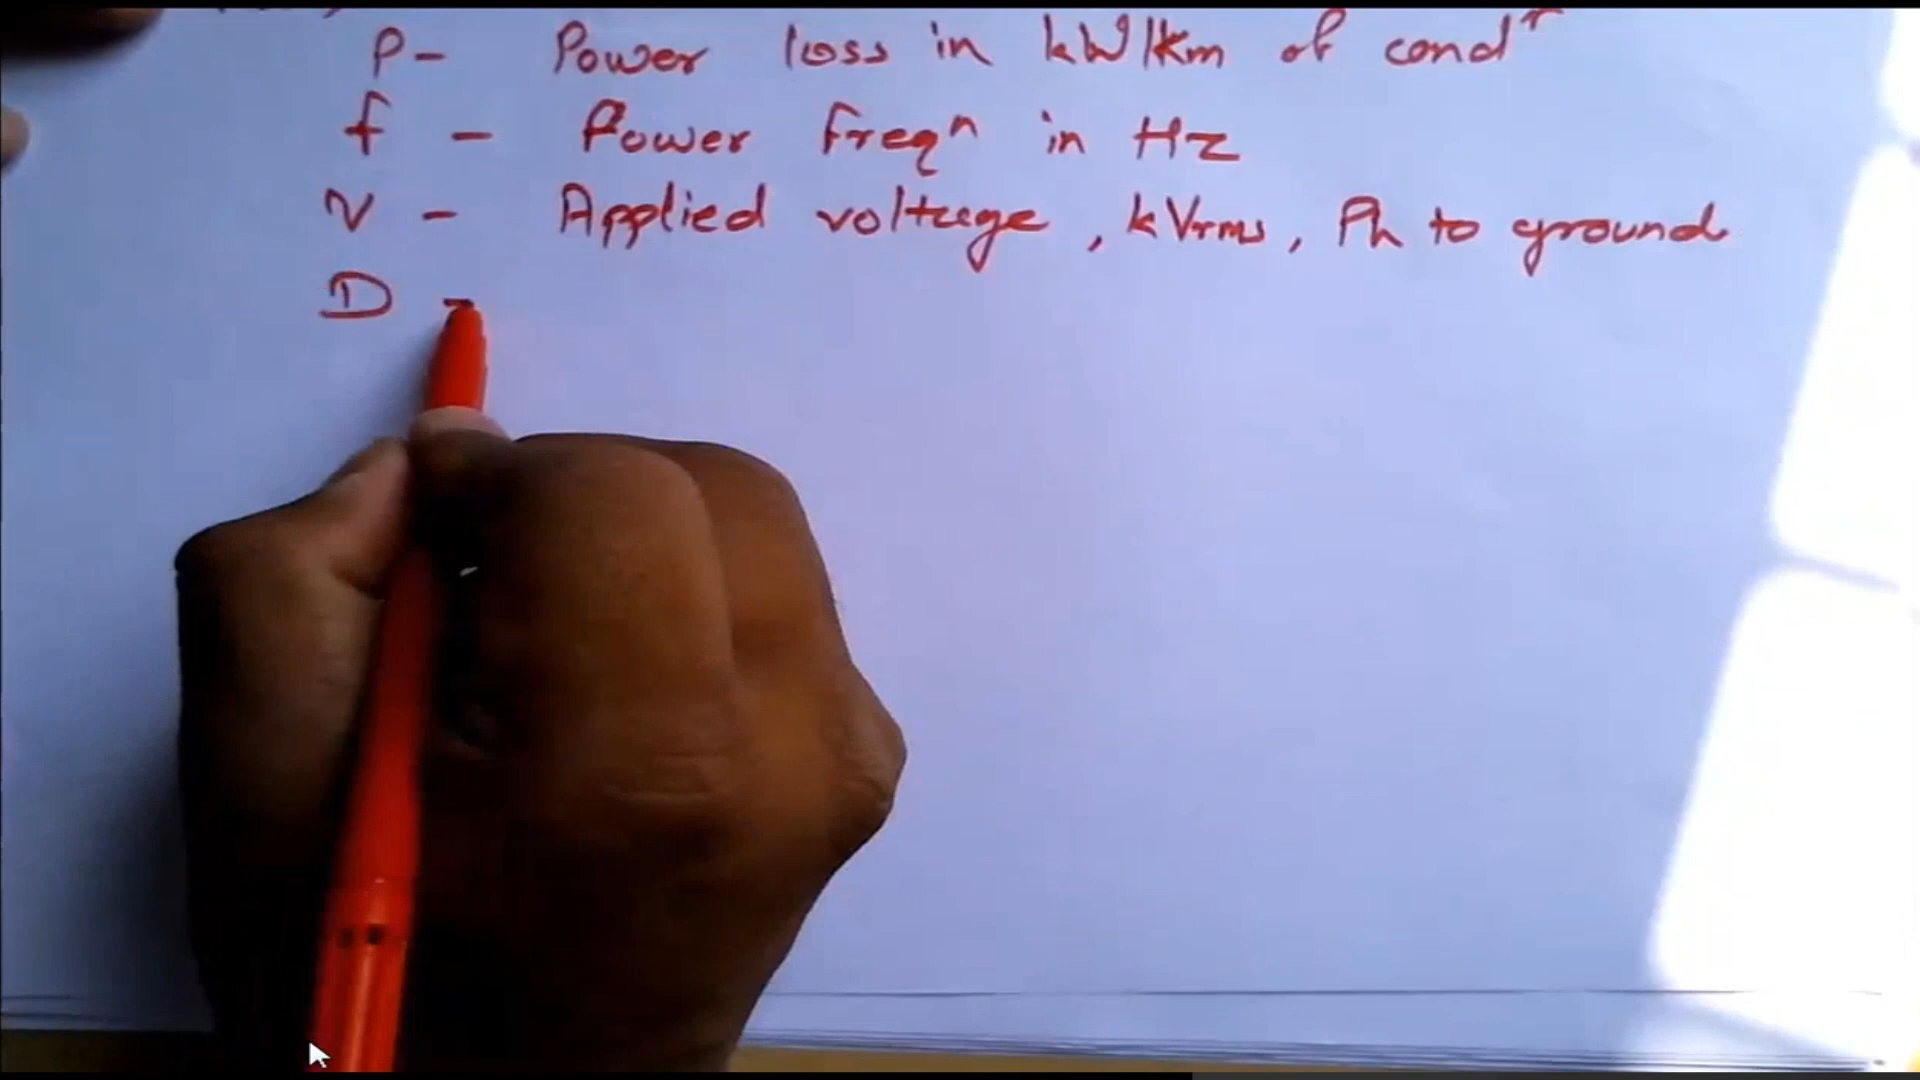 P - Power loss in kW/km of condr
f - Power freqn in Hz
V - Applied voltage, kVrms, Ph to ground
D -